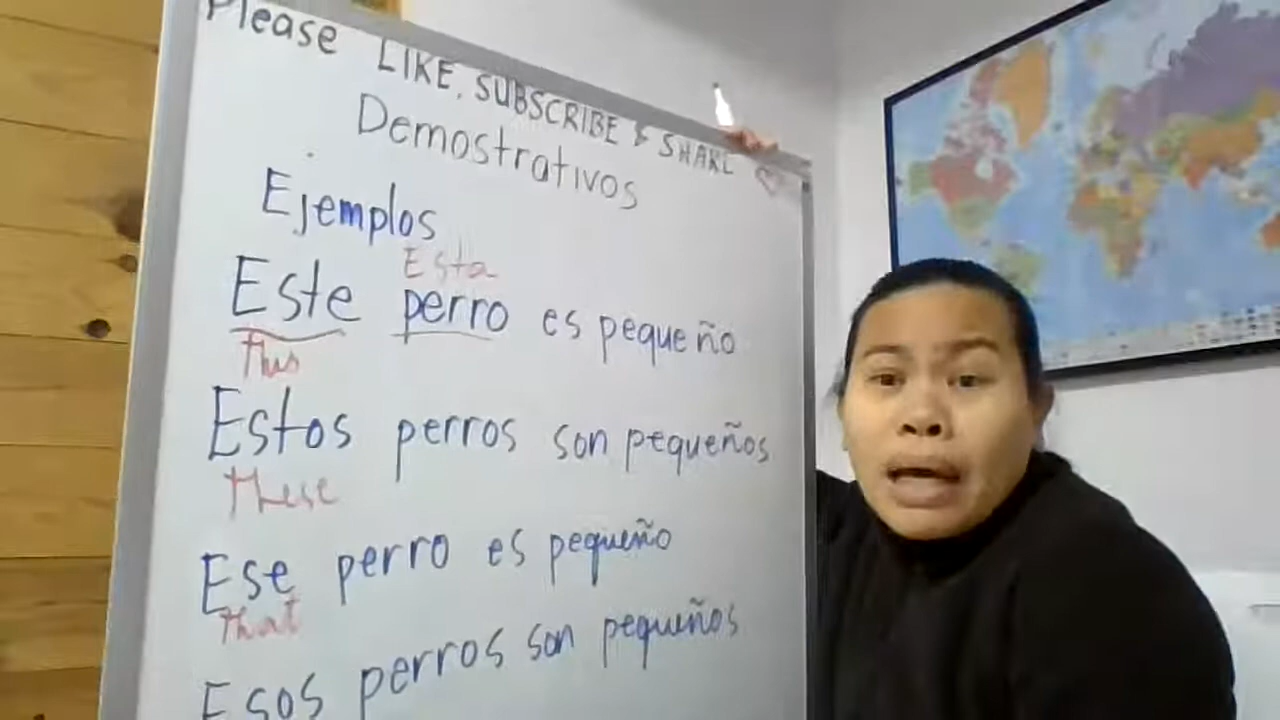 Please LIKE, SUBSCRIBE & SHARE
Demostrativos
Ejemplos
Esta
Este perro es pequeño
this
Estos perros son pequeños
these
Ese perro es pequeño
that
Esos perros son pequeños